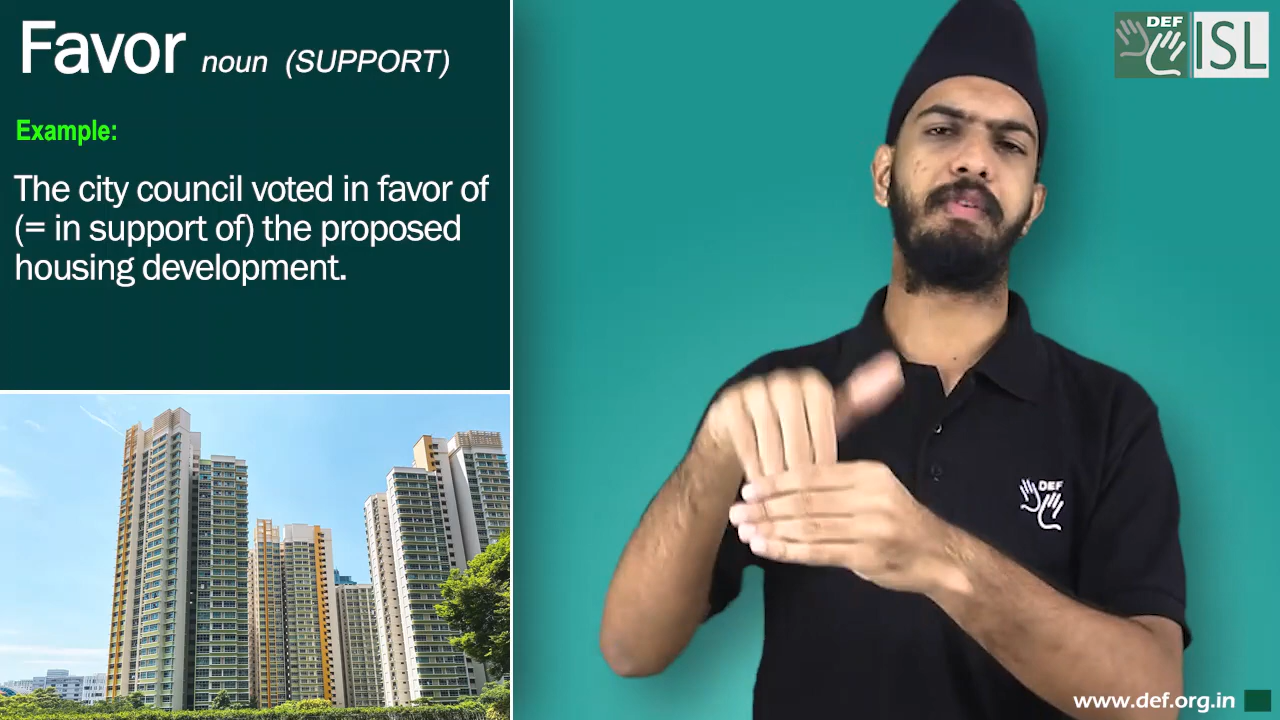 Favor noun (SUPPORT)
Example:
The city council voted in favor of
(= in support of) the proposed
housing development.
DEF ISL
DEF
www.def.org.in